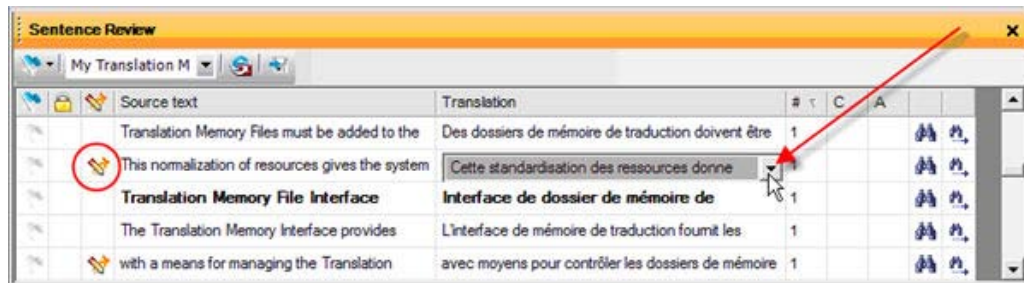 Sentence Review
My Translation M
Source text Translation # C A
Translation Memory Files must be added to the Des dossiers de mémoire de traduction doivent être 1
This normalization of resources gives the system Cette standardisation des ressources donne 1
Translation Memory File Interface Interface de dossier de mémoire de 1
The Translation Memory Interface provides L'interface de mémoire de traduction fournit les 1
with a means for managing the Translation avec moyens pour contrôler les dossiers de mémoire 1